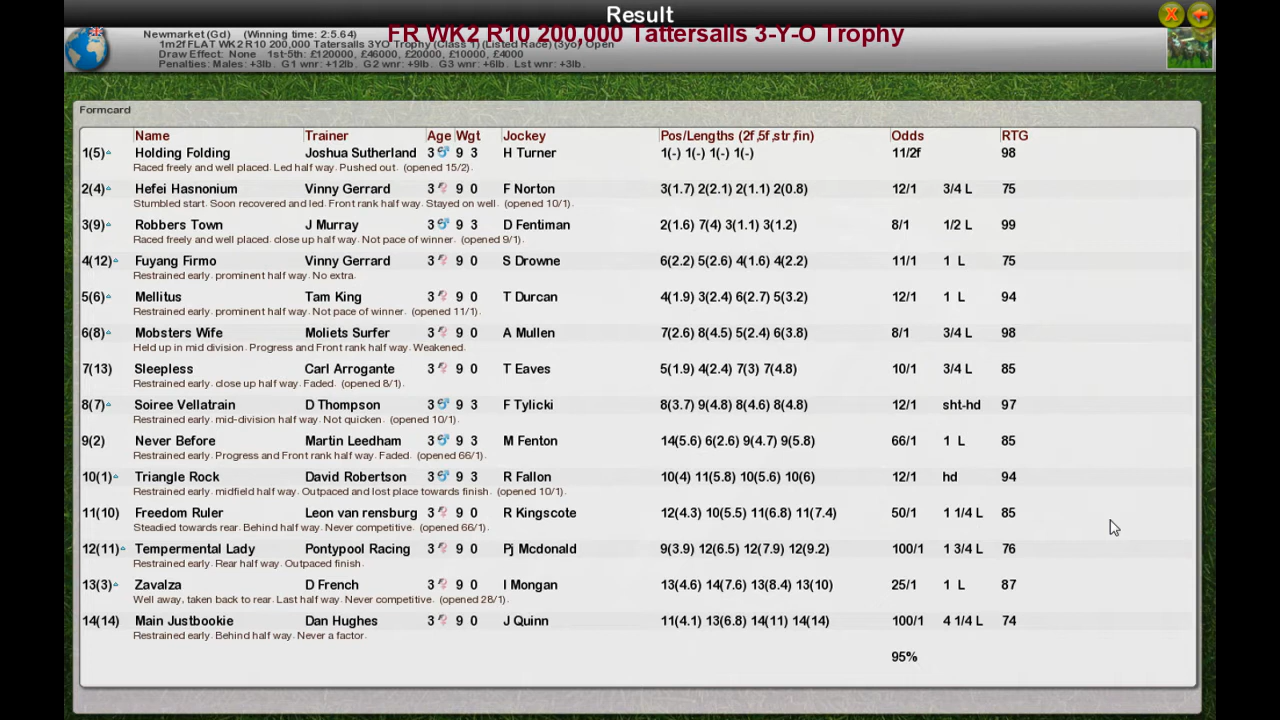 Result
FR WK2 R10 200,000 Tattersalls 3-Y-O Trophy
Newmarket (Gd) (Winning time: 2:5.64)
1m2f FLAT WK2 R10 200,000 Tatersalls 3YO Trophy (Class 1) (Listed Race) (3yo), Open
Draw Effect: None 1st-5th: £120000, £46000, £20000, £10000, £4000
Penalties: Males: +3lb. G1 wnr: +12lb. G2 wnr: +9lb. G3 wnr: +6lb. Lst wnr: +3lb.
Formcard
Name Trainer Age Wgt Jockey Pos/Lengths (2f,5f,str,fin) Odds RTG
1(5) Holding Folding Joshua Sutherland 3 9 3 H Turner 1(-) 1(-) 1(-) 1(-) 11/2f 98
Raced freely and well placed. Led half way. Pushed out. (opened 15/2).
2(4) Hefei Hasnonium Vinny Gerrard 3 9 0 F Norton 3(1.7) 2(2.1) 2(1.1) 2(0.8) 12/1 3/4 L 75
Stumbled start. Soon recovered and led. Front rank half way. Stayed on well. (opened 10/1).
3(9) Robbers Town J Murray 3 9 3 D Fentiman 2(1.6) 7(4) 3(1.1) 3(1.2) 8/1 1/2 L 99
Raced freely and well placed. close up half way. Not pace of winner. (opened 9/1).
4(12) Fuyang Firmo Vinny Gerrard 3 9 0 S Drowne 6(2.2) 5(2.6) 4(1.6) 4(2.2) 11/1 1 L 75
Restrained early. prominent half way. No extra.
5(6) Mellitus Tam King 3 9 0 T Durcan 4(1.9) 3(2.4) 6(2.7) 5(3.2) 12/1 1 L 94
Restrained early. prominent half way. Not pace of winner. (opened 11/1).
6(8) Mobsters Wife Moliets Surfer 3 9 0 A Mullen 7(2.6) 8(4.5) 5(2.4) 6(3.8) 8/1 3/4 L 98
Held up in mid division. Progress and Front rank half way. Weakened.
7(13) Sleepless Carl Arrogante 3 9 0 T Eaves 5(1.9) 4(2.4) 7(3) 7(4.8) 10/1 3/4 L 85
Restrained early. close up half way. Faded. (opened 8/1).
8(7) Soiree Vellatrain D Thompson 3 9 3 F Tylicki 8(3.7) 9(4.8) 8(4.6) 8(4.8) 12/1 sht-hd 97
Restrained early. mid-division half way. Not quicken. (opened 10/1).
9(2) Never Before Martin Leedham 3 9 3 M Fenton 14(5.6) 6(2.6) 9(4.7) 9(5.8) 66/1 1 L 85
Restrained early. Progress and Front rank half way. Faded. (opened 66/1).
10(1) Triangle Rock David Robertson 3 9 3 R Fallon 10(4) 11(5.8) 10(5.6) 10(6) 12/1 hd 94
Restrained early. midfield half way. Outpaced and lost place towards finish. (opened 10/1).
11(10) Freedom Ruler Leon van rensburg 3 9 0 R Kingscote 12(4.3) 10(5.5) 11(6.8) 11(7.4) 50/1 1 1/4 L 85
Steadied towards rear. Behind half way. Never competitive. (opened 66/1).
12(11) Tempermental Lady Pontypool Racing 3 9 0 Pj Mcdonald 9(3.9) 12(6.5) 12(7.9) 12(9.2) 100/1 1 3/4 L 76
Restrained early. Rear half way. Outpaced finish.
13(3) Zavalza D French 3 9 0 I Mongan 13(4.6) 14(7.6) 13(8.4) 13(10) 25/1 1 L 87
Well away, taken back to rear. Last half way. Never competitive. (opened 28/1).
14(14) Main Justbookie Dan Hughes 3 9 0 J Quinn 11(4.1) 13(6.8) 14(11) 14(14) 100/1 4 1/4 L 74
Restrained early. Behind half way. Never a factor.
95%